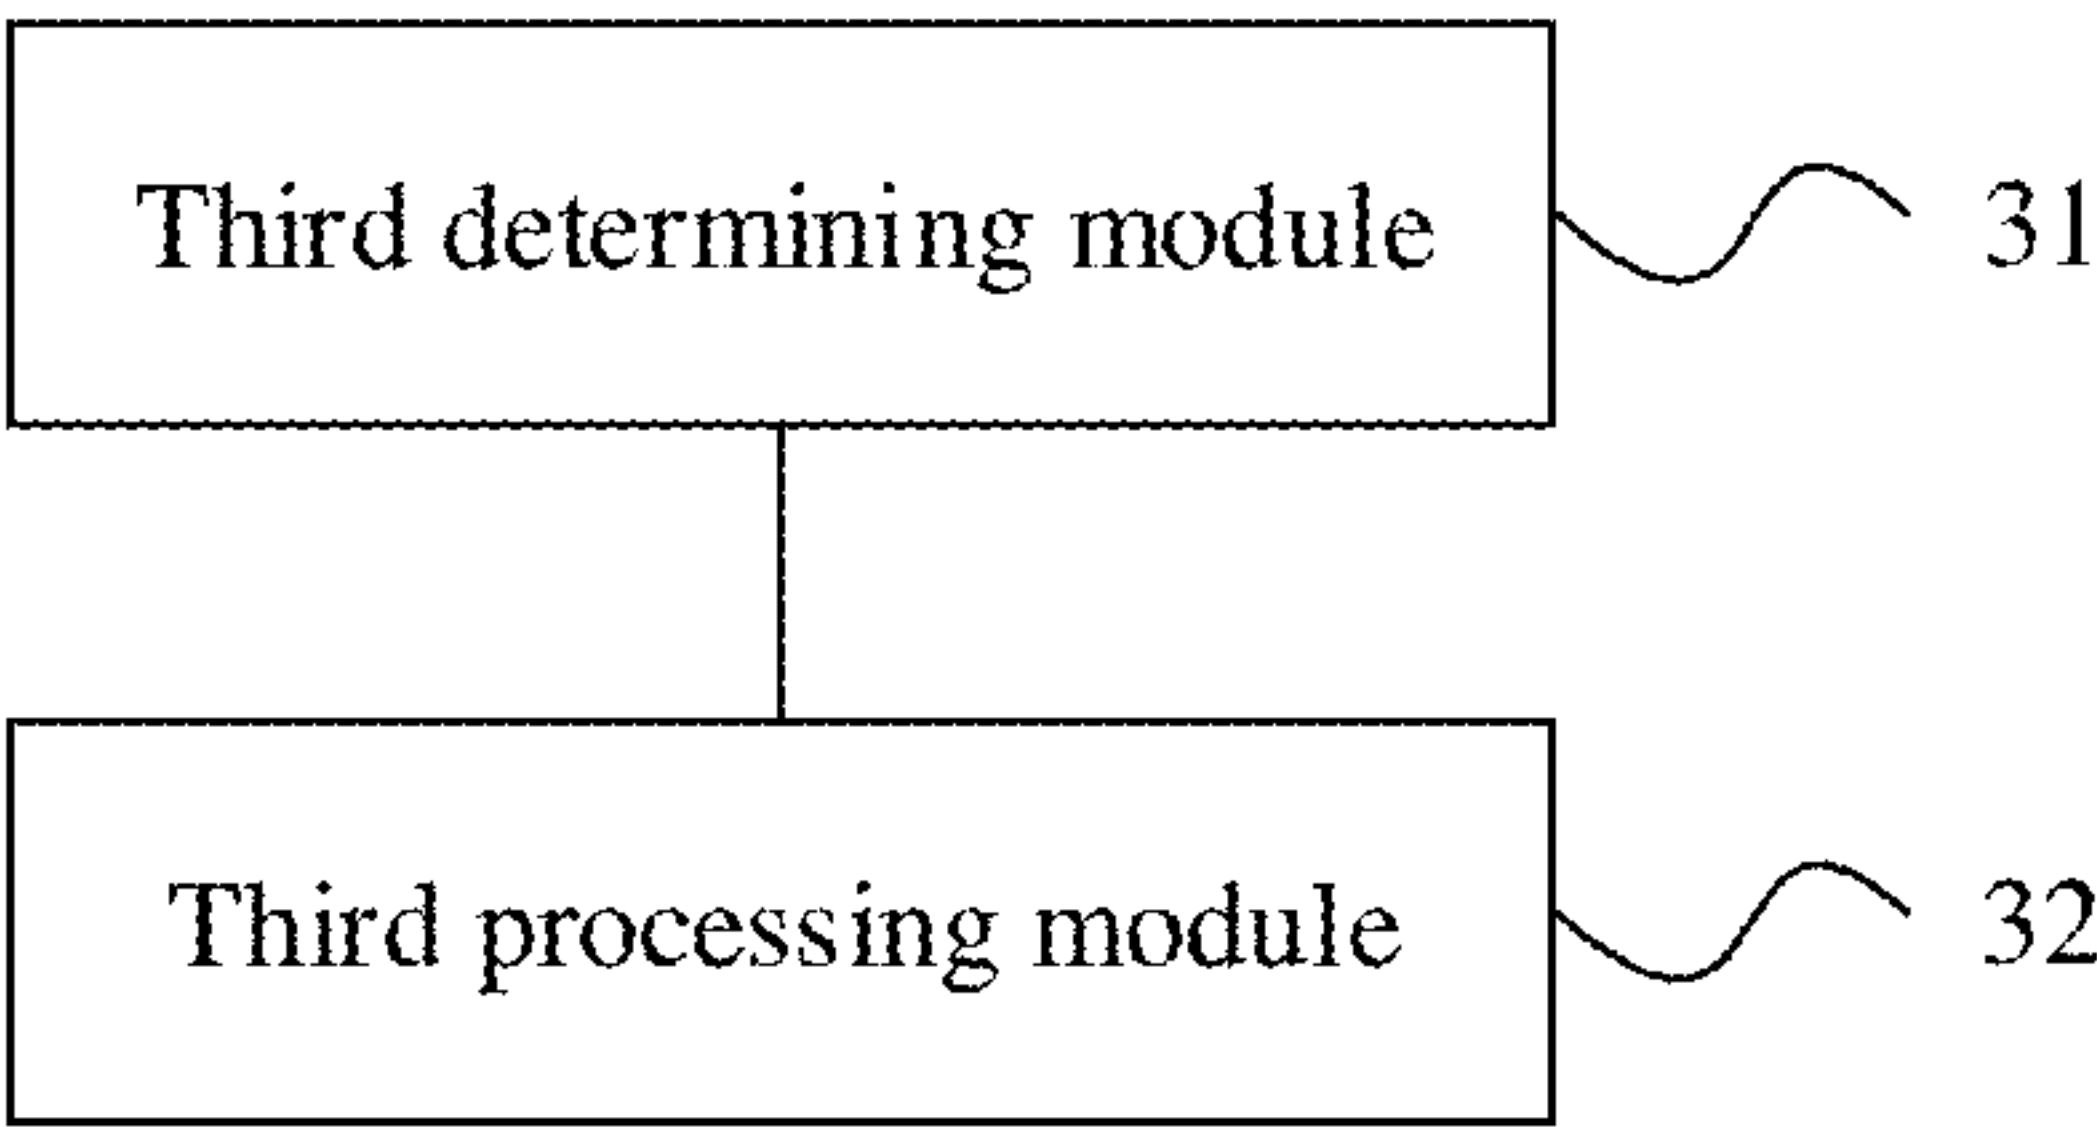 Third determining module 31
Third processing module 32